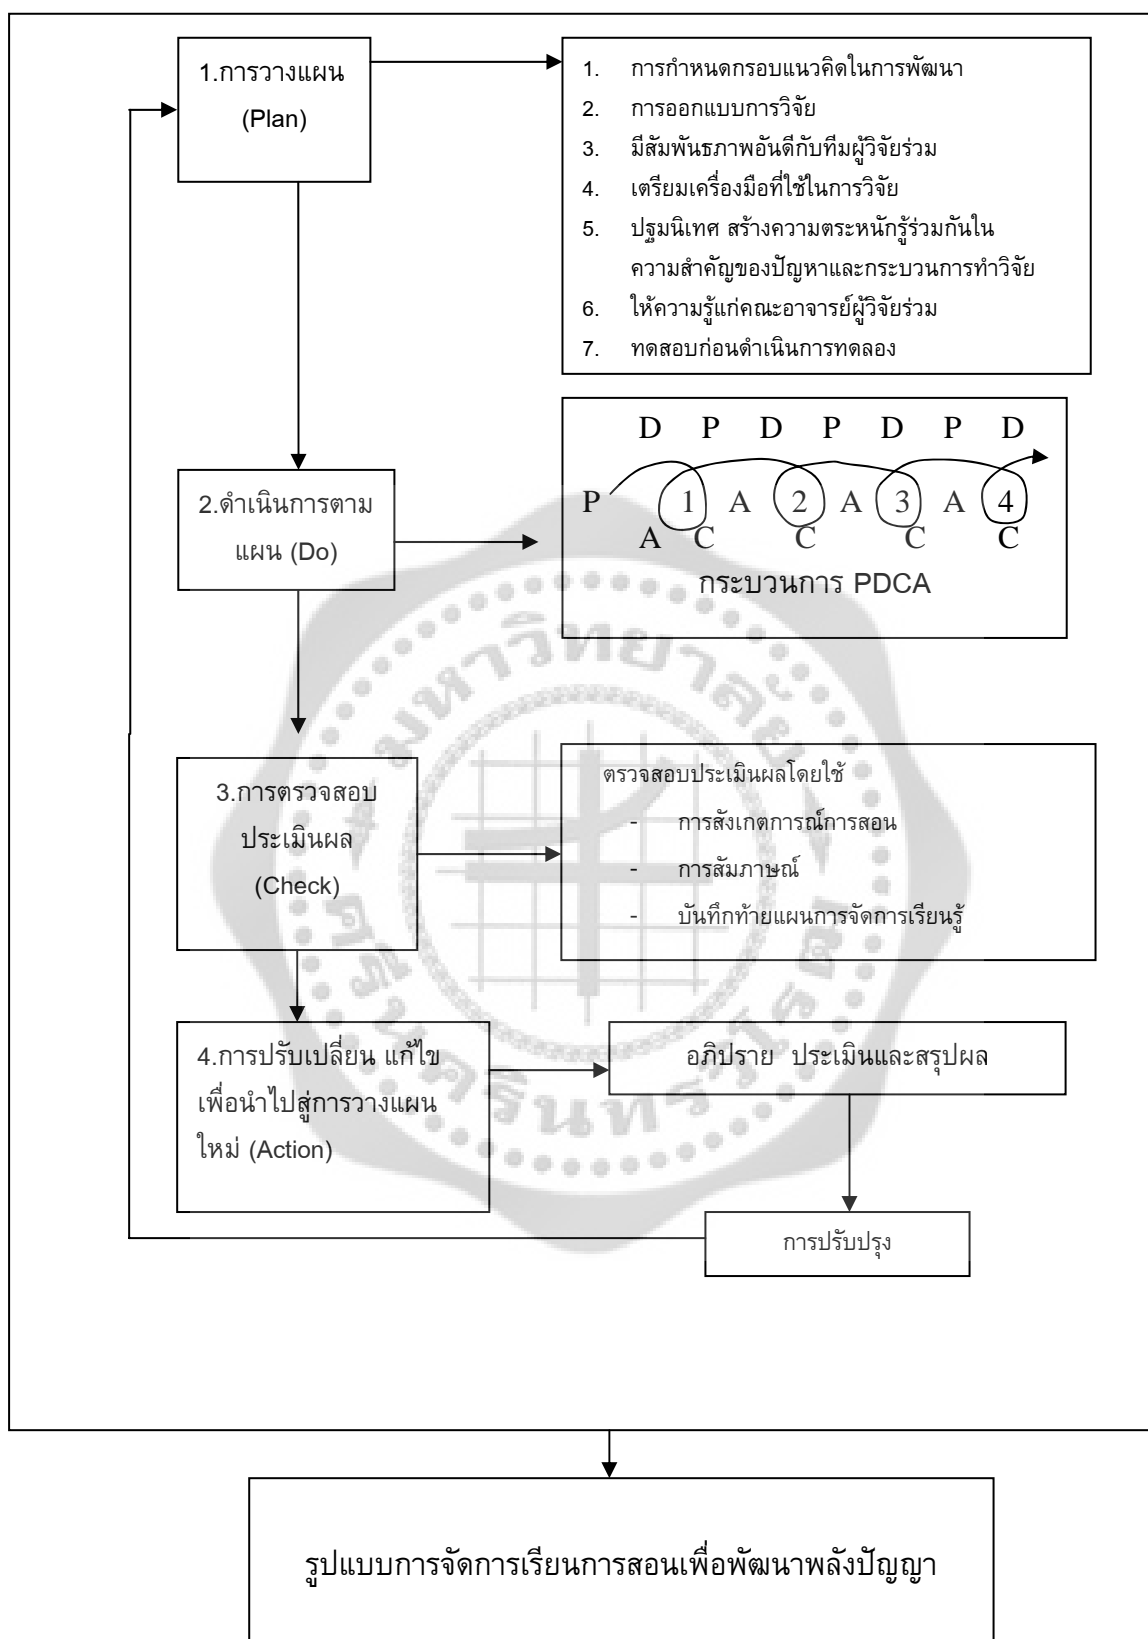 1.การวางแผน
(Plan)
1. การกำหนดกรอบแนวคิดในการพัฒนา
2. การออกแบบการวิจัย
3. มีสัมพันธภาพอันดีกับทีมผู้วิจัยร่วม
4. เตรียมเครื่องมือที่ใช้ในการวิจัย
5. ปฐมนิเทศ สร้างความตระหนักรู้ร่วมกันใน
ความสำคัญของปัญหาและกระบวนการทำวิจัย
6. ให้ความรู้แก่คณะอาจารย์ผู้วิจัยร่วม
7. ทดสอบก่อนดำเนินการทดลอง
2.ดำเนินการตาม
แผน (Do)
D P D P D P D
P 1 A 2 A 3 A 4
A C C C C
กระบวนการ PDCA
3.การตรวจสอบ
ประเมินผล
(Check)
ตรวจสอบประเมินผลโดยใช้
- การสังเกตการณ์การสอน
- การสัมภาษณ์
- บันทึกท้ายแผนการจัดการเรียนรู้
4.การปรับเปลี่ยน แก้ไข
เพื่อนำไปสู่การวางแผน
ใหม่ (Action)
อภิปราย ประเมินและสรุปผล
การปรับปรุง
รูปแบบการจัดการเรียนการสอนเพื่อพัฒนาพลังปัญญา
มหาวิทยาลัย
ศรีนครินทรวิโรฒ